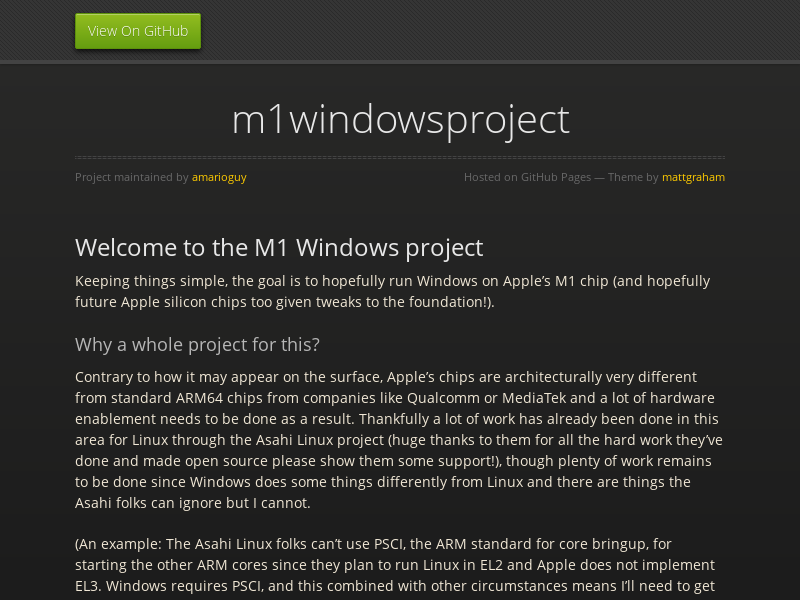 View On GitHub
m1windowsproject
Project maintained by amarioguy
Hosted on GitHub Pages — Theme by mattgraham
Welcome to the M1 Windows project
Keeping things simple, the goal is to hopefully run Windows on Apple’s M1 chip (and hopefully
future Apple silicon chips too given tweaks to the foundation!).
Why a whole project for this?
Contrary to how it may appear on the surface, Apple’s chips are architecturally very different
from standard ARM64 chips from companies like Qualcomm or MediaTek and a lot of hardware
enablement needs to be done as a result. Thankfully a lot of work has already been done in this
area for Linux through the Asahi Linux project (huge thanks to them for all the hard work they’ve
done and made open source please show them some support!), though plenty of work remains
to be done since Windows does some things differently from Linux and there are things the
Asahi folks can ignore but I cannot.
(An example: The Asahi Linux folks can’t use PSCI, the ARM standard for core bringup, for
starting the other ARM cores since they plan to run Linux in EL2 and Apple does not implement
EL3. Windows requires PSCI, and this combined with other circumstances means I’ll need to get